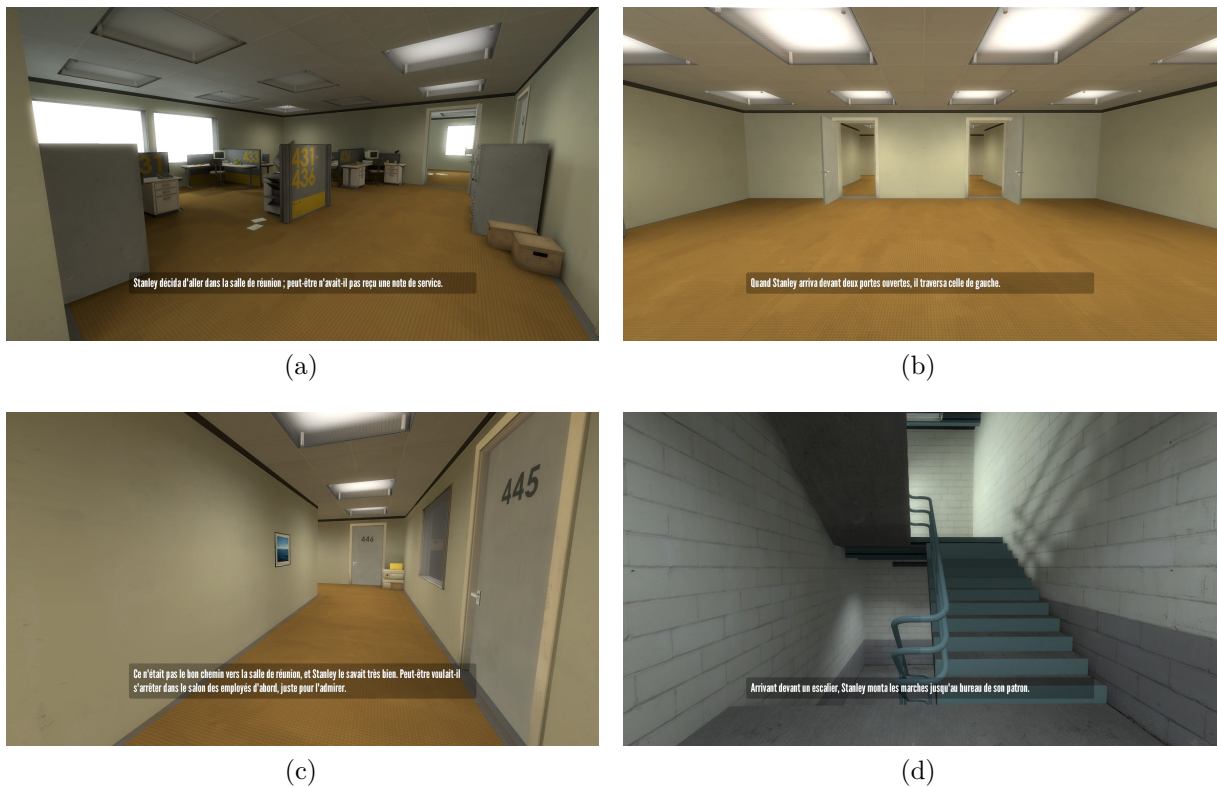 431-
436
Stanley décida d'aller dans la salle de réunion ; peut-être n'avait-il pas reçu une note de service.
(a)
Quand Stanley arriva devant deux portes ouvertes, il traversa celle de gauche.
(b)
445
446
Ce n'était pas le bon chemin vers la salle de réunion, et Stanley le savait très bien. Peut-être voulait-il
s'arrêter dans le salon des employés d'abord, juste pour l'admirer.
(c)
Arrivant devant un escalier, Stanley monta les marches jusqu'au bureau de son patron.
(d)